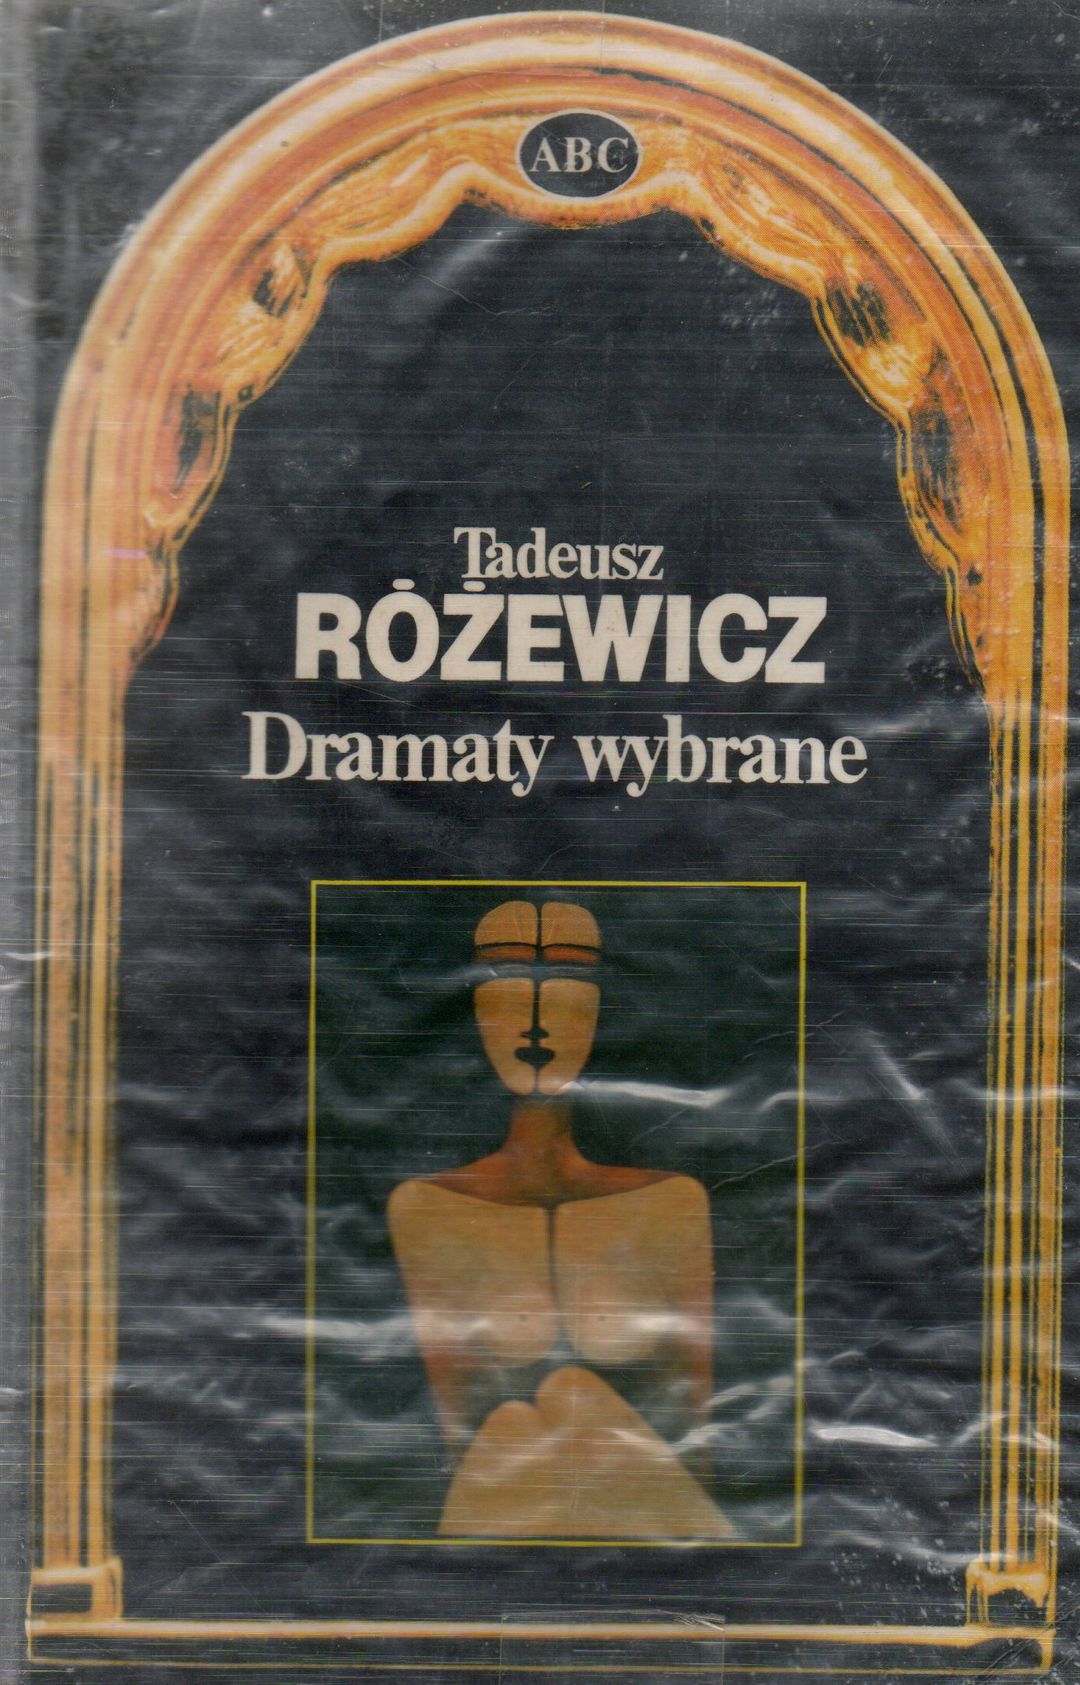 ABC
Tadeusz
RÓŻEWICZ
Dramaty wybrane